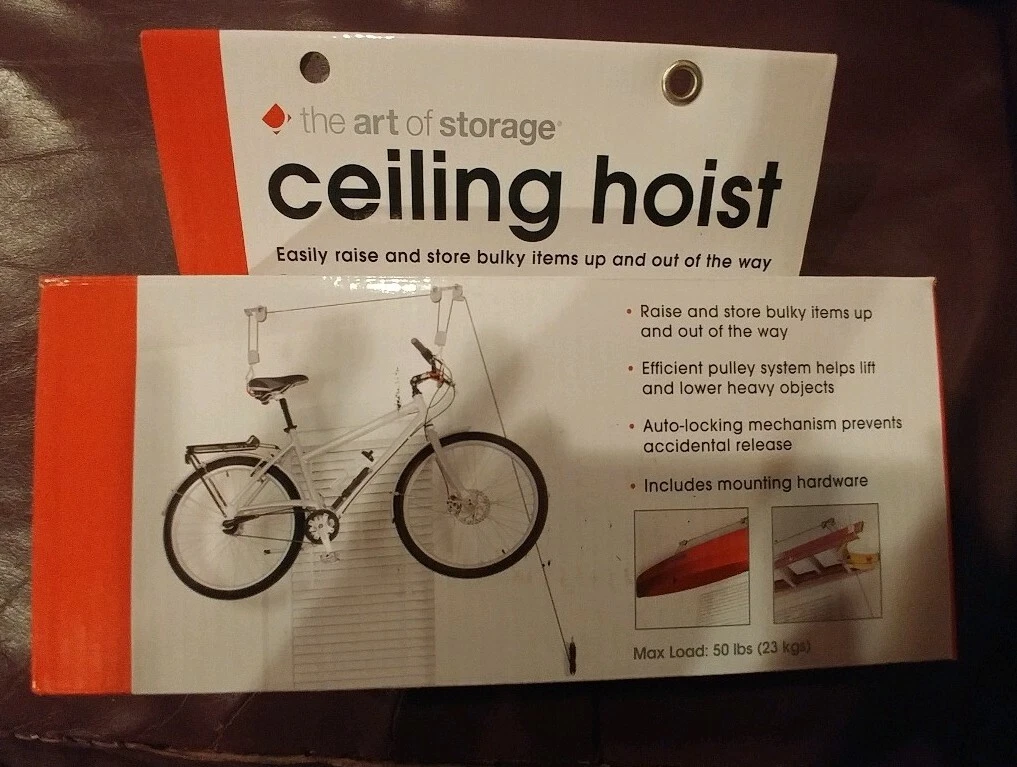 the art of storage®
ceiling hoist
Easily raise and store bulky items up and out of the way
• Raise and store bulky items up
and out of the way
• Efficient pulley system helps lift
and lower heavy objects
• Auto-locking mechanism prevents
accidental release
• Includes mounting hardware
Max Load: 50 lbs (23 kgs)